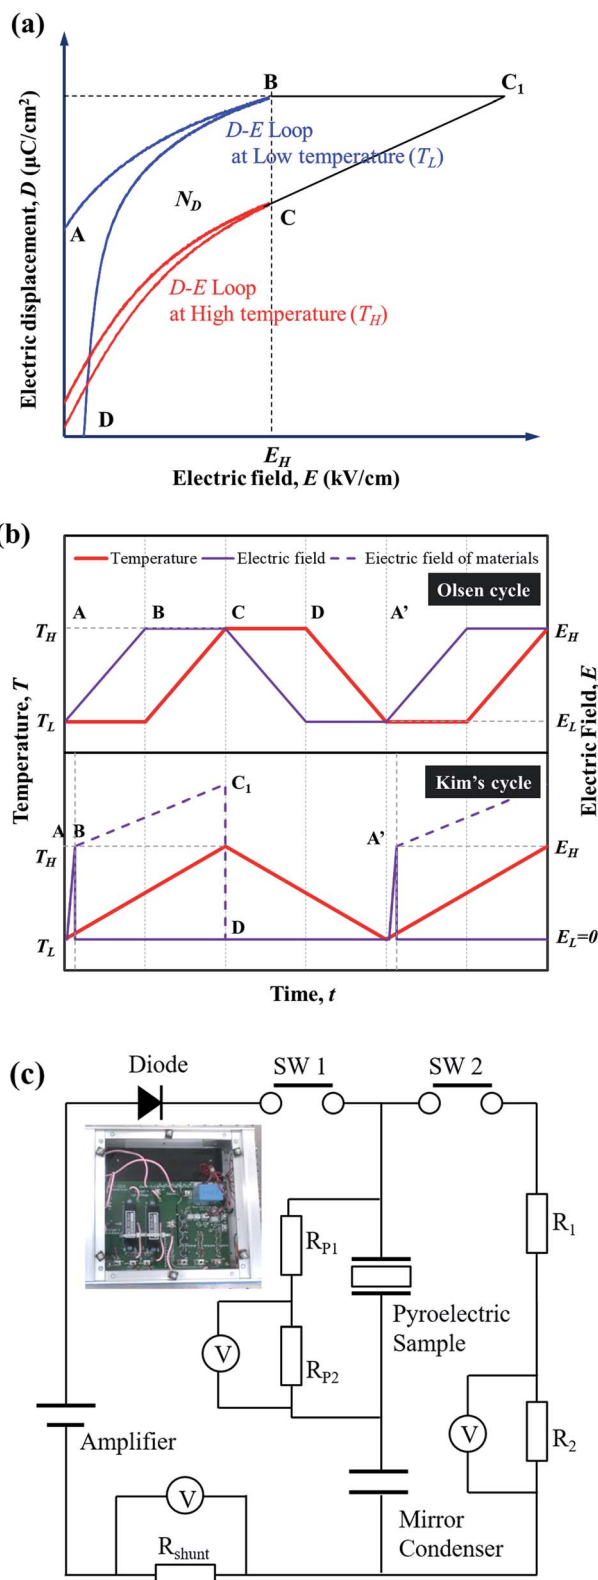 (a)
Electric displacement, D (µC/cm²)
B
C₁
D-E Loop
at Low temperature (T_L)
N_D
A
C
D-E Loop
at High temperature (T_H)
D
E_H
Electric field, E (kV/cm)
(b)
Temperature
Electric field
Eiectric field of materials
Olsen cycle
A
B
C
D
A'
T_H
E_H
T_L
E_L
Temperature, T
Electric Field, E
Kim's cycle
C₁
A
B
A'
T_H
E_H
D
T_L
E_L=0
Time, t
(c)
Diode
SW 1
SW 2
R_P1
R_1
Pyroelectric
Sample
V
R_P2
V
R_2
Amplifier
V
Mirror
Condenser
R_shunt